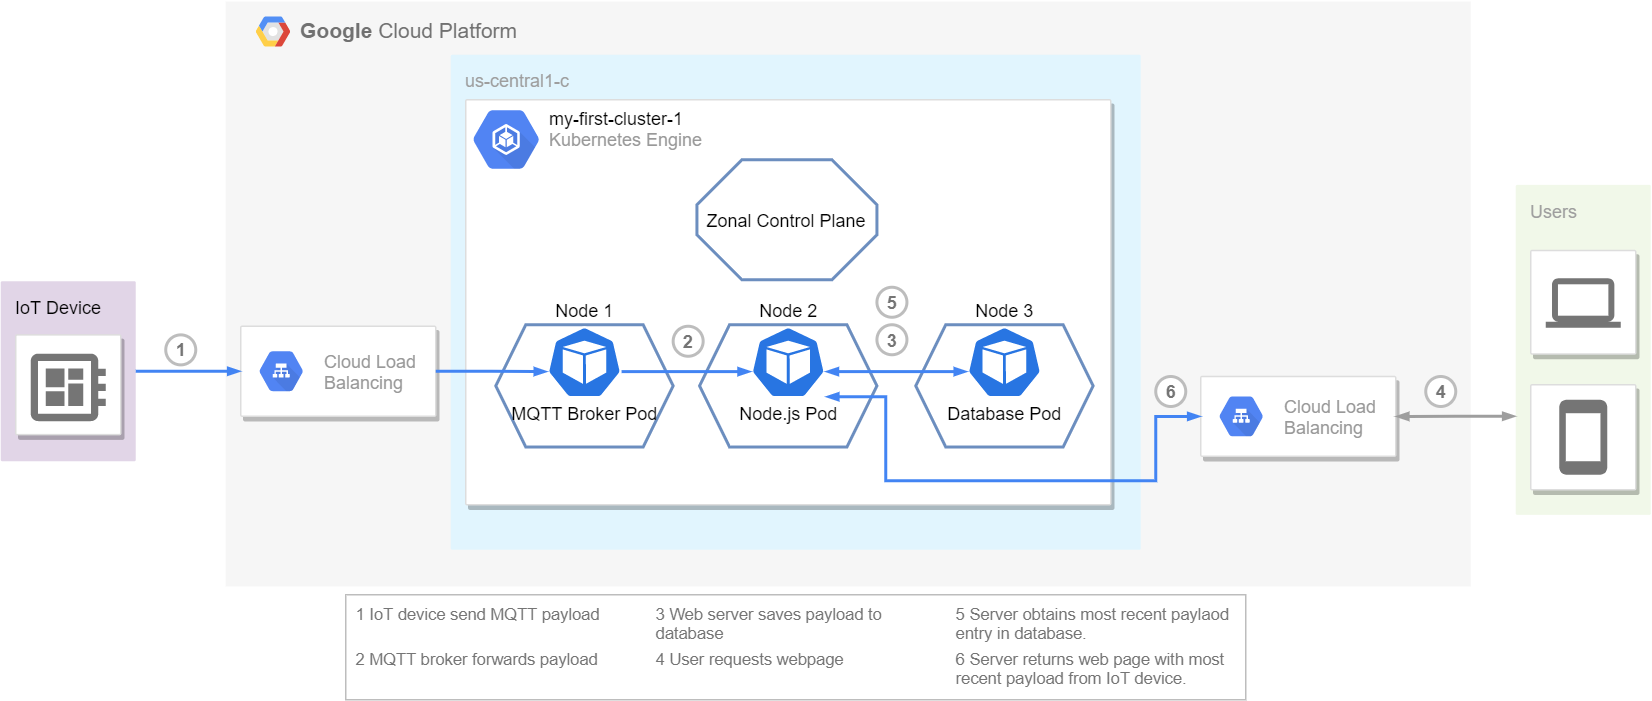 Google Cloud Platform
us-central1-c
my-first-cluster-1
Kubernetes Engine
Zonal Control Plane
Users
IoT Device
Node 1
Node 2
5
Node 3
1
2
3
Cloud Load
Balancing
6
4
Cloud Load
Balancing
MQTT Broker Pod
Node.js Pod
Database Pod
1 IoT device send MQTT payload
2 MQTT broker forwards payload
3 Web server saves payload to
database
4 User requests webpage
5 Server obtains most recent paylaod
entry in database.
6 Server returns web page with most
recent payload from IoT device.